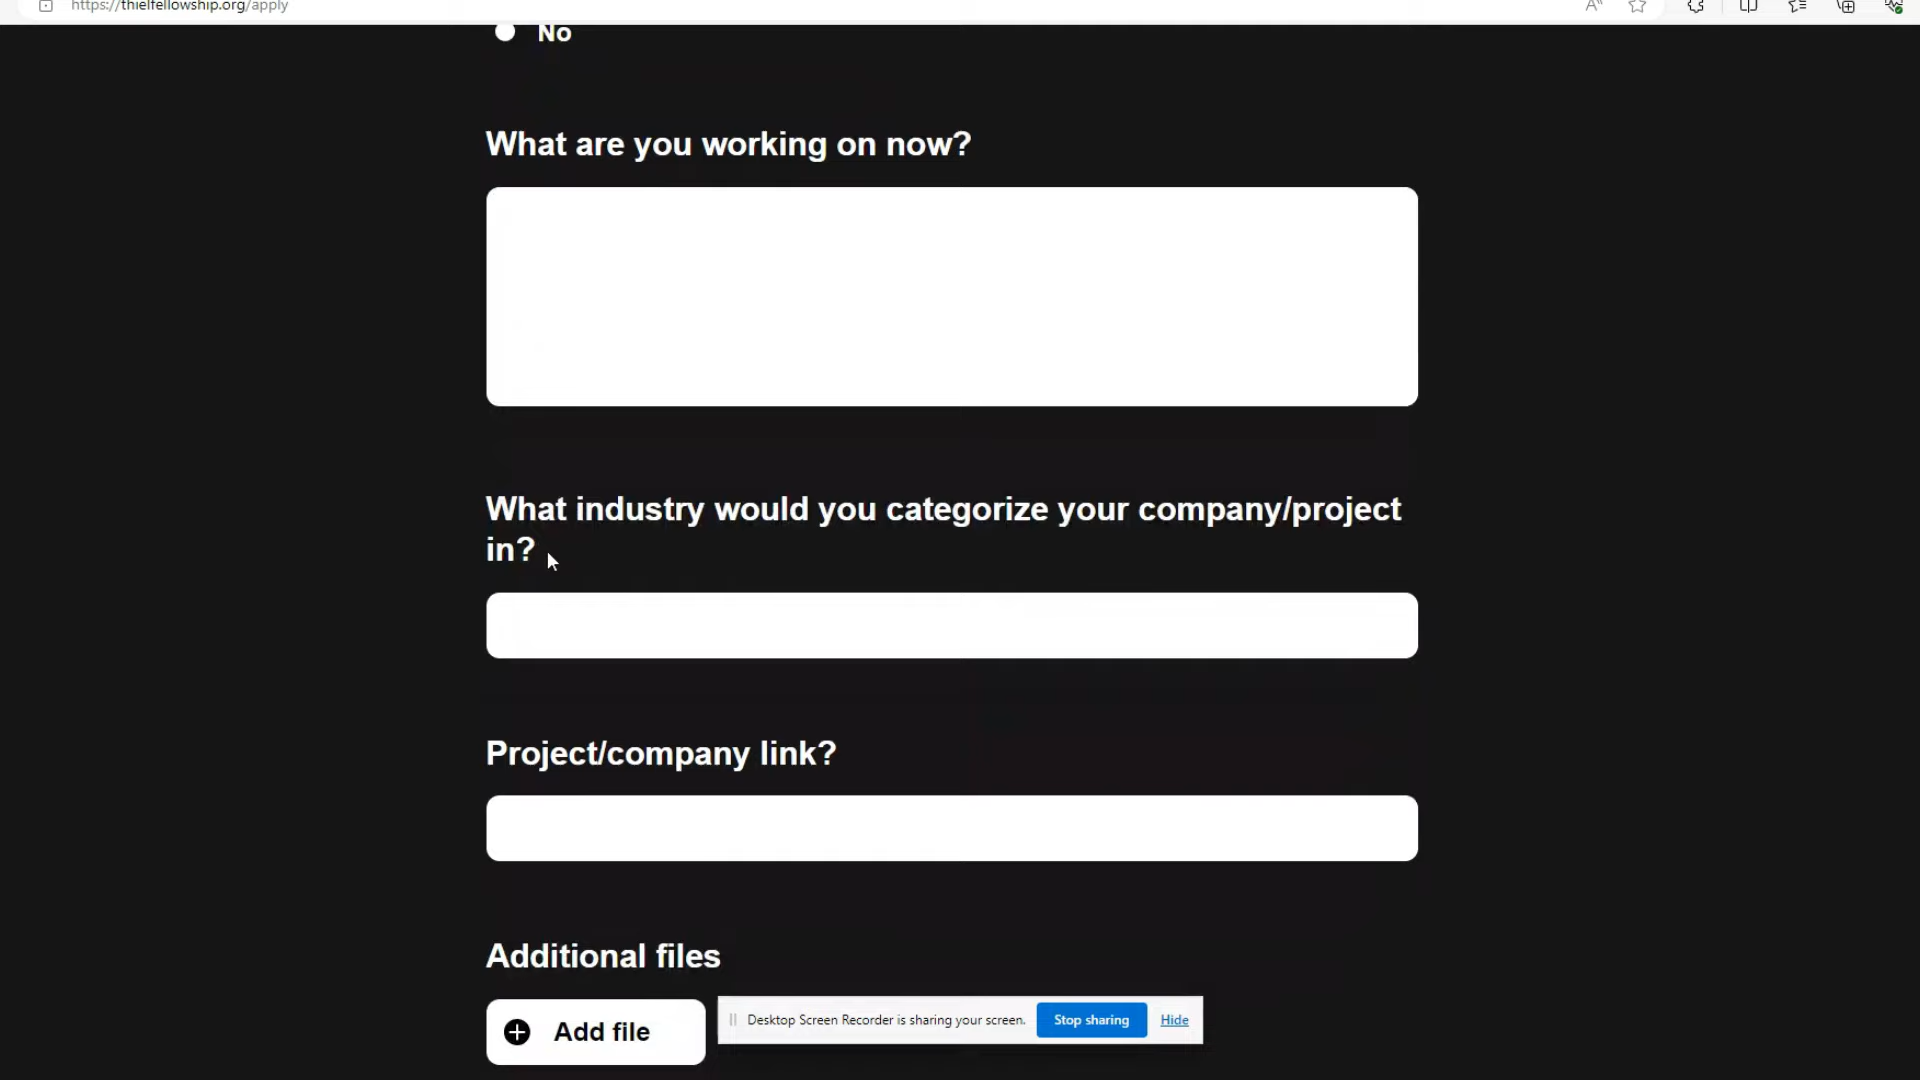 https://thielfellowship.org/apply
No
What are you working on now?
What industry would you categorize your company/project
in?
Project/company link?
Additional files
Add file
Desktop Screen Recorder is sharing your screen.
Stop sharing
Hide